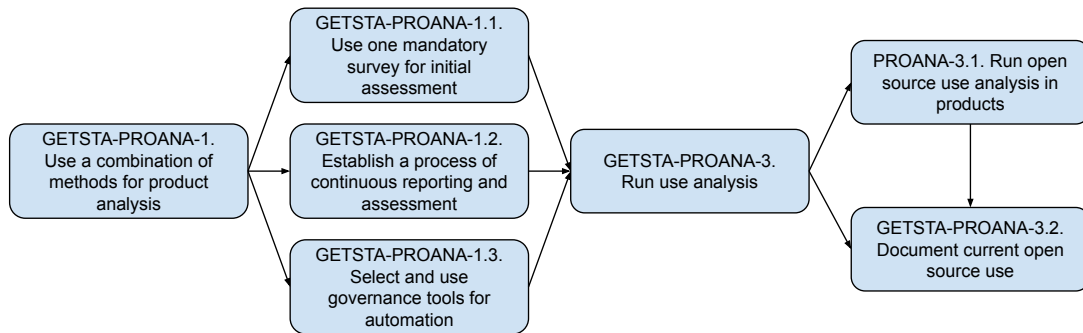 GETSTA-PROANA-1.
Use a combination of
methods for product
analysis
GETSTA-PROANA-1.1.
Use one mandatory
survey for initial
assessment
GETSTA-PROANA-1.2.
Establish a process of
continuous reporting and
assessment
GETSTA-PROANA-1.3.
Select and use
governance tools for
automation
GETSTA-PROANA-3.
Run use analysis
PROANA-3.1. Run open
source use analysis in
products
GETSTA-PROANA-3.2.
Document current open
source use